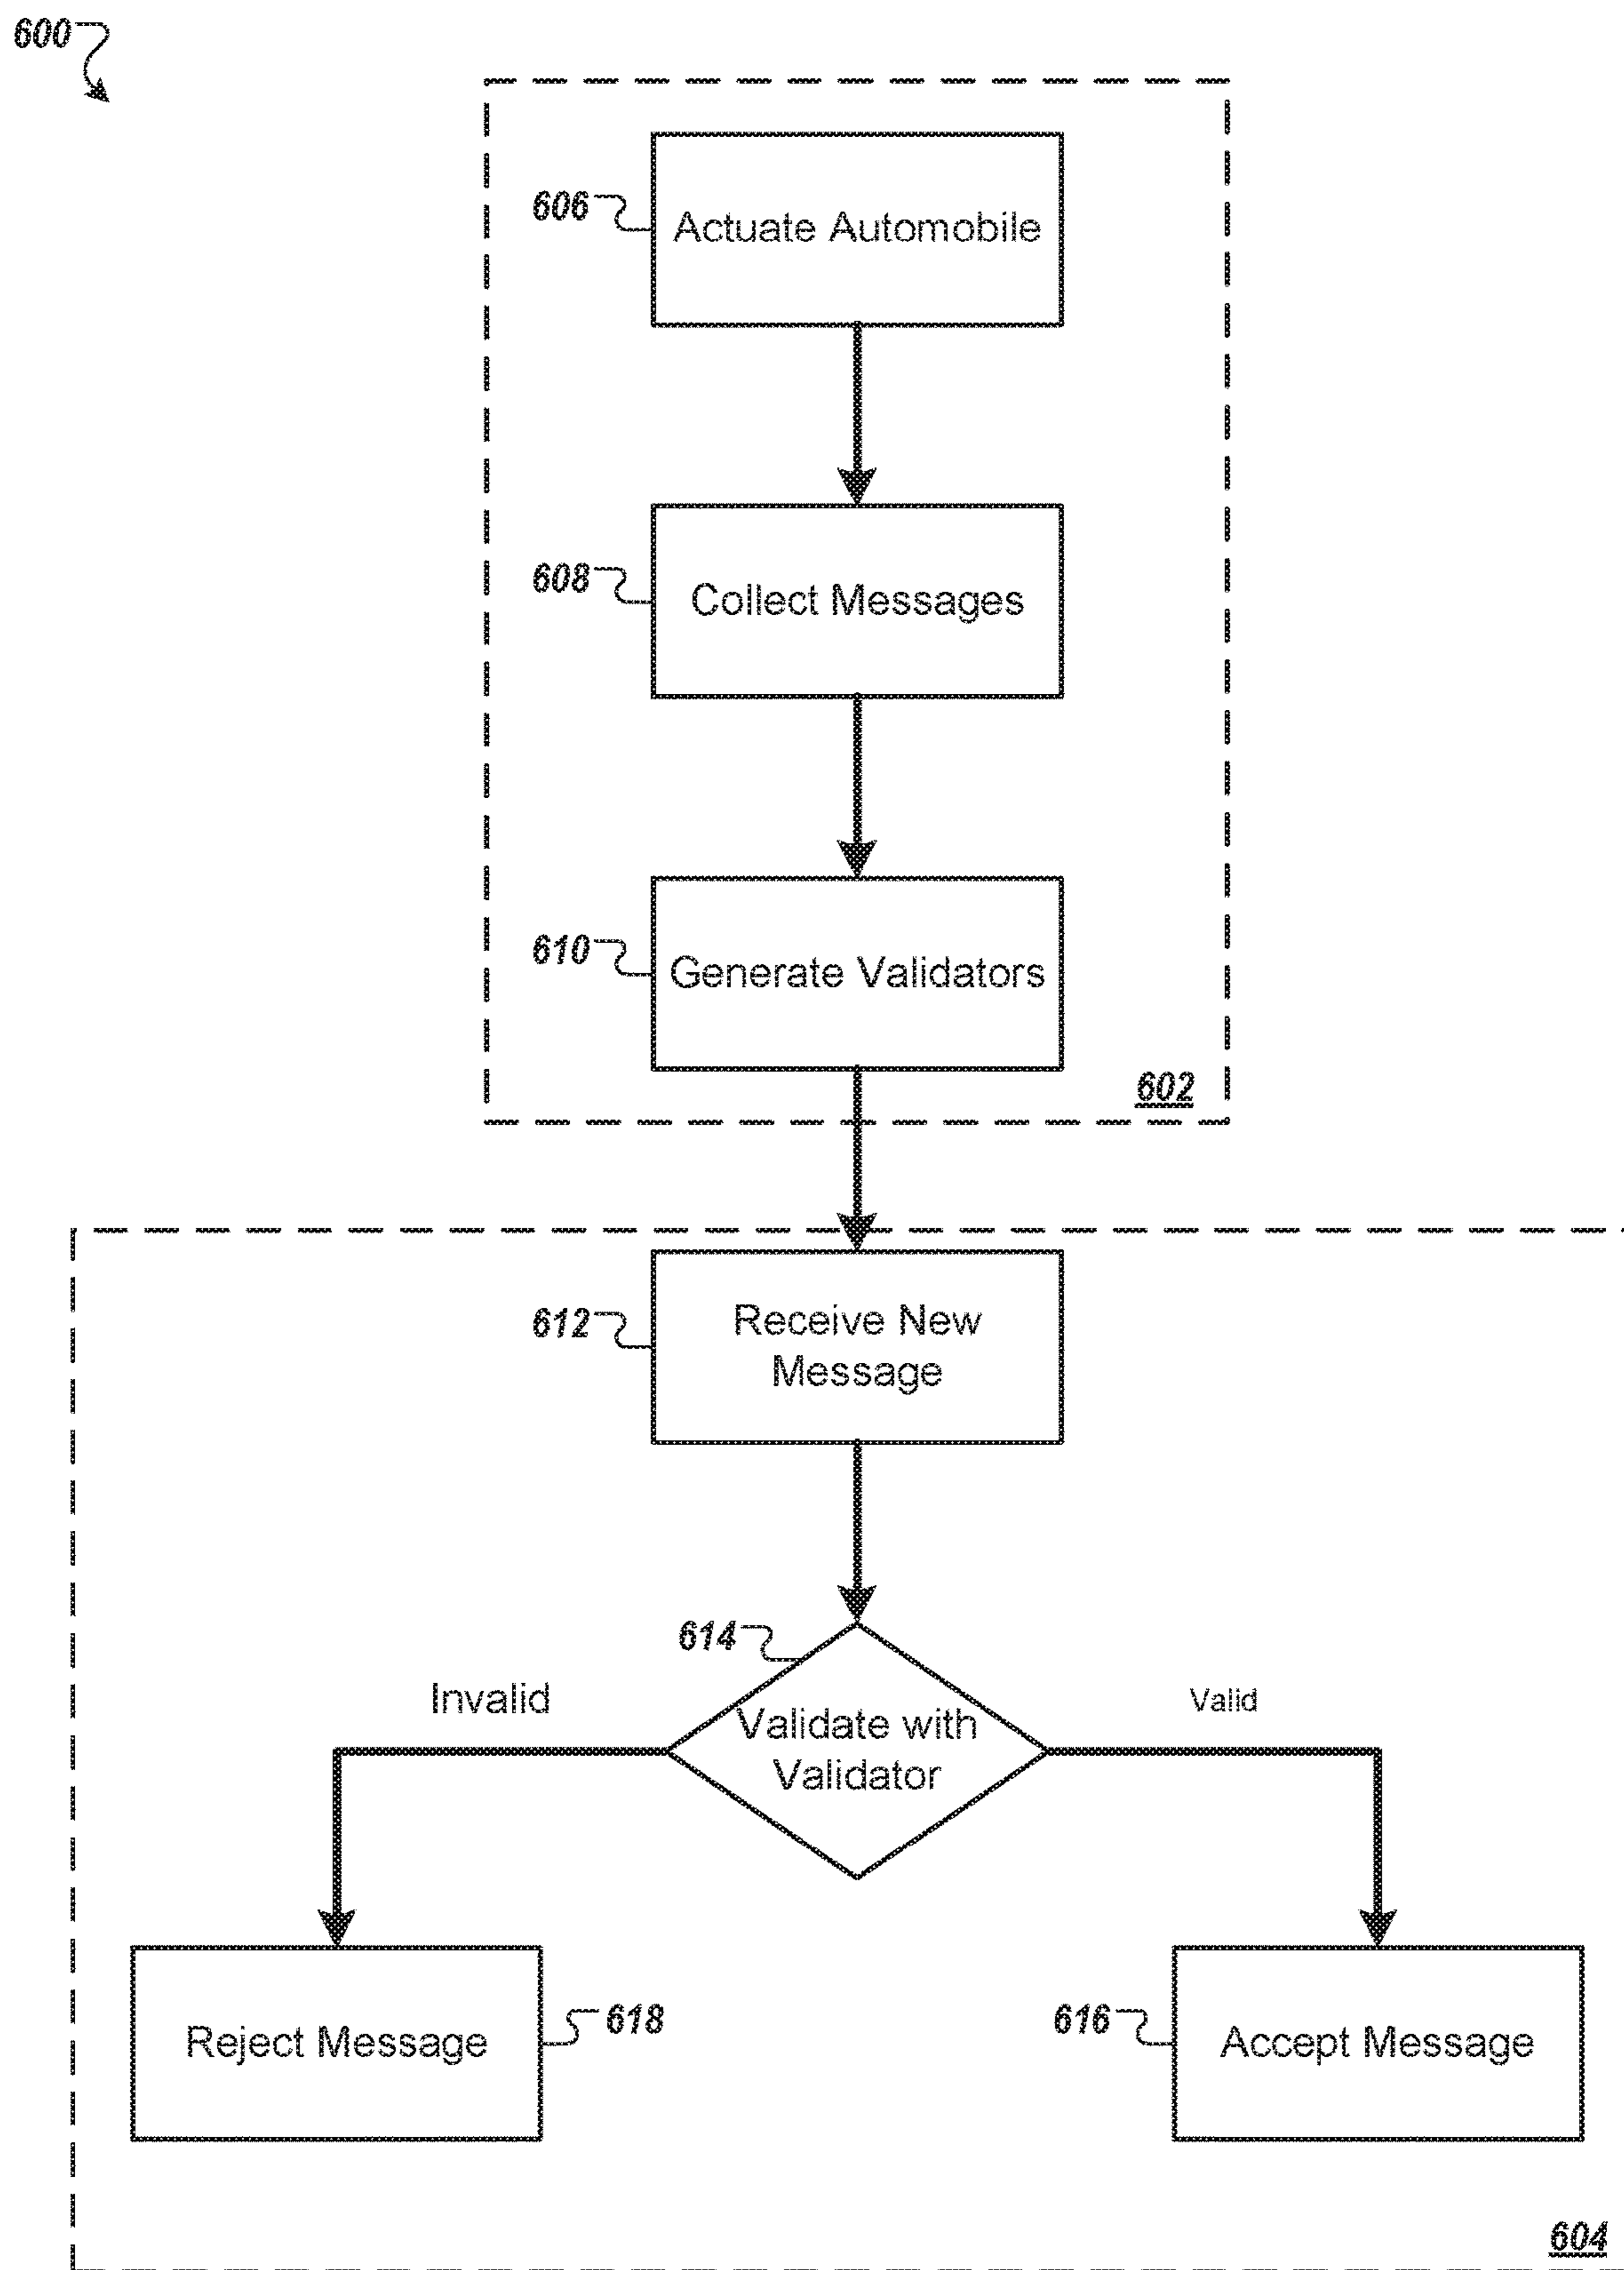 600
606
Actuate Automobile
608
Collect Messages
610
Generate Validators
602
612
Receive New
Message
614
Invalid
Valid
Validate with
Validator
Reject Message
618
616
Accept Message
604